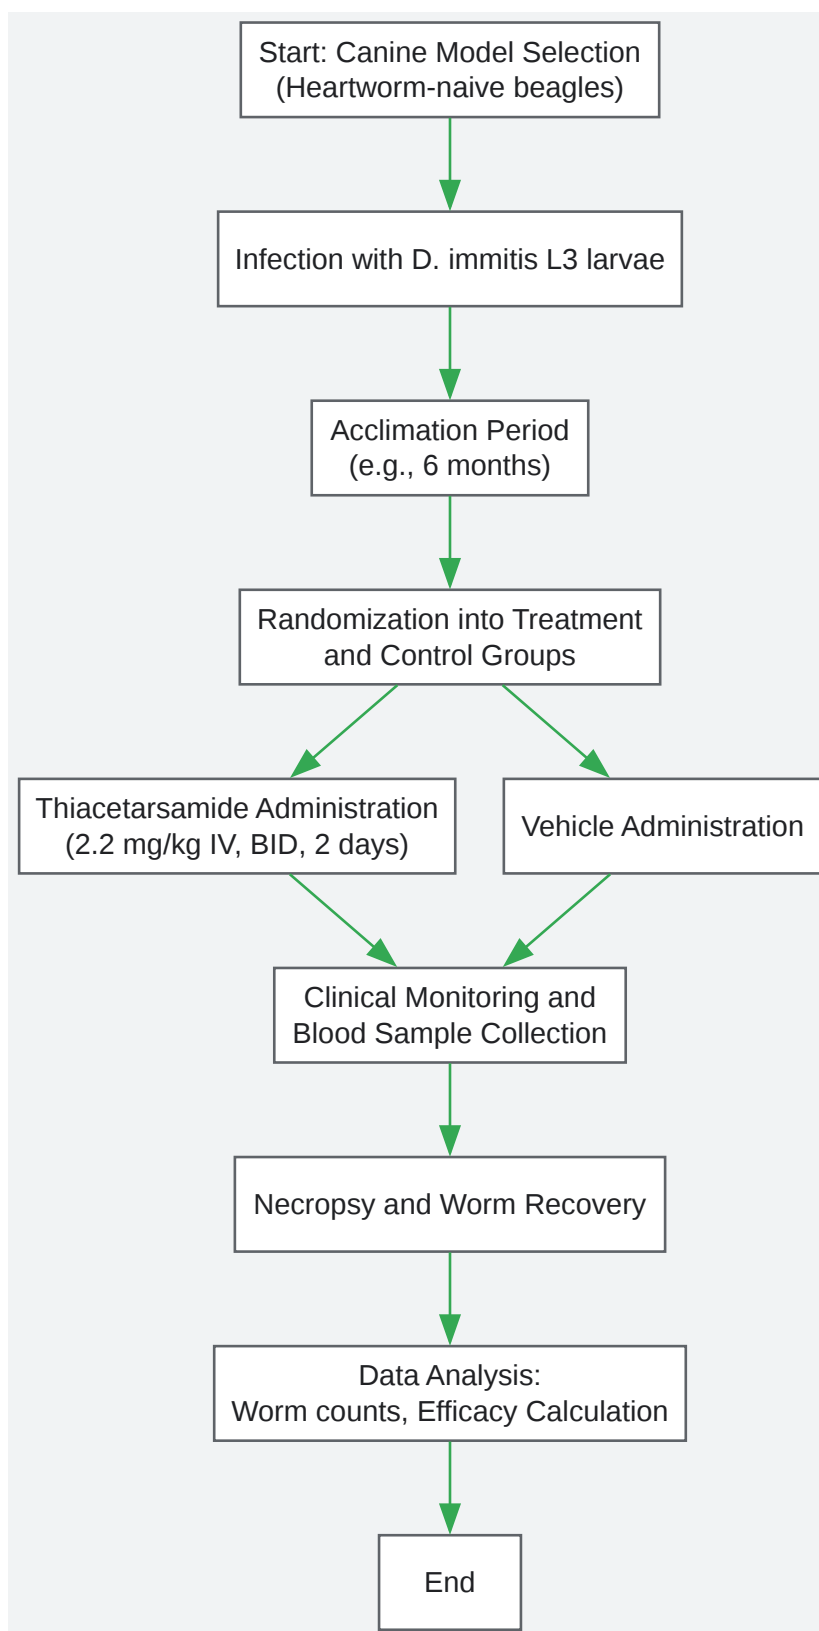 Start: Canine Model Selection
(Heartworm-naive beagles)
Infection with D. immitis L3 larvae
Acclimation Period
(e.g., 6 months)
Randomization into Treatment
and Control Groups
Thiacetarsamide Administration
(2.2 mg/kg IV, BID, 2 days)
Vehicle Administration
Clinical Monitoring and
Blood Sample Collection
Necropsy and Worm Recovery
Data Analysis:
Worm counts, Efficacy Calculation
End